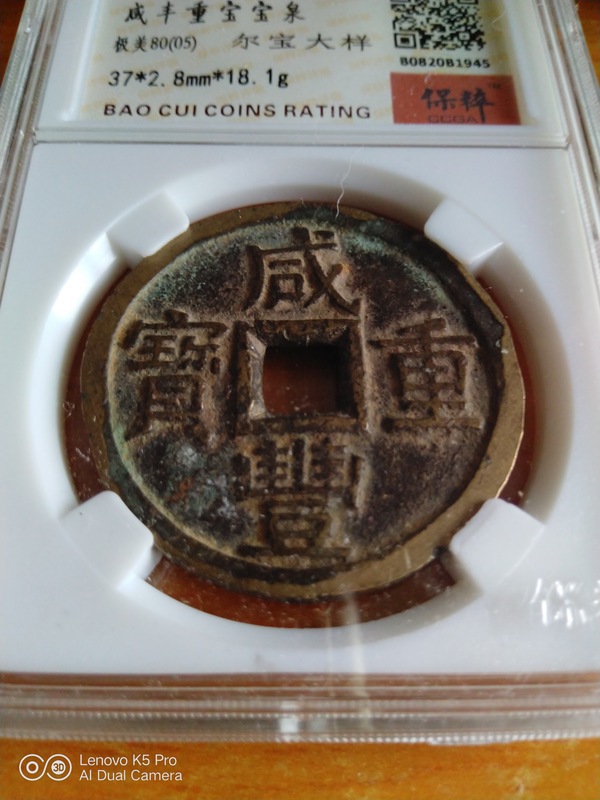 咸丰重宝宝泉
极美80(05) 尔宝大样
37*2.8mm*18.1g
BAO CUI COINS RATING
B0820B1945
保粹
CCGA
咸
寶 重
豐
Lenovo K5 Pro
AI Dual Camera